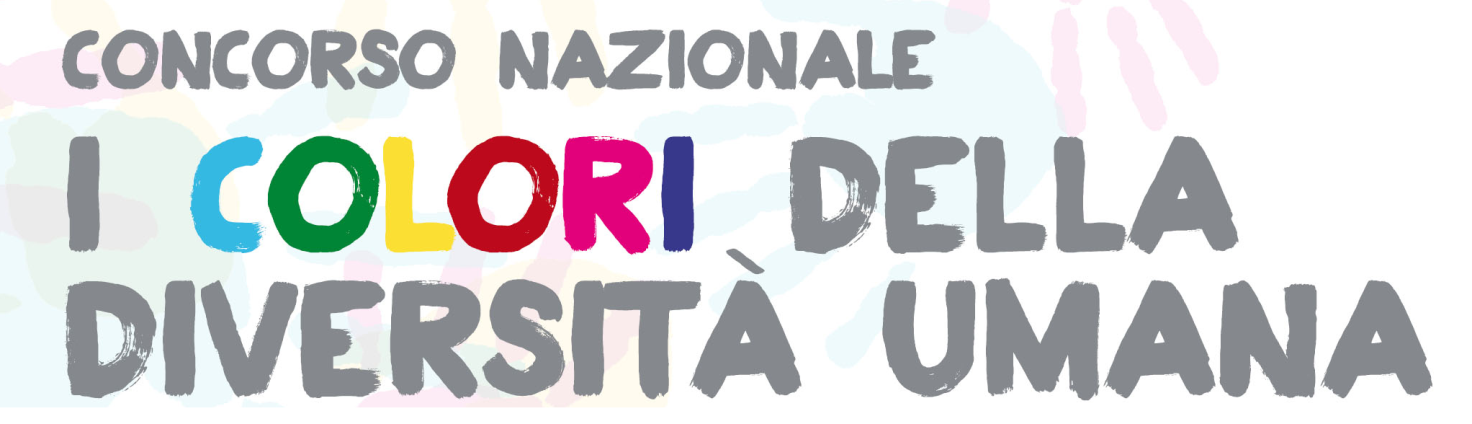 CONCORSO NAZIONALE
I COLORI DELLA
DIVERSITÀ UMANA